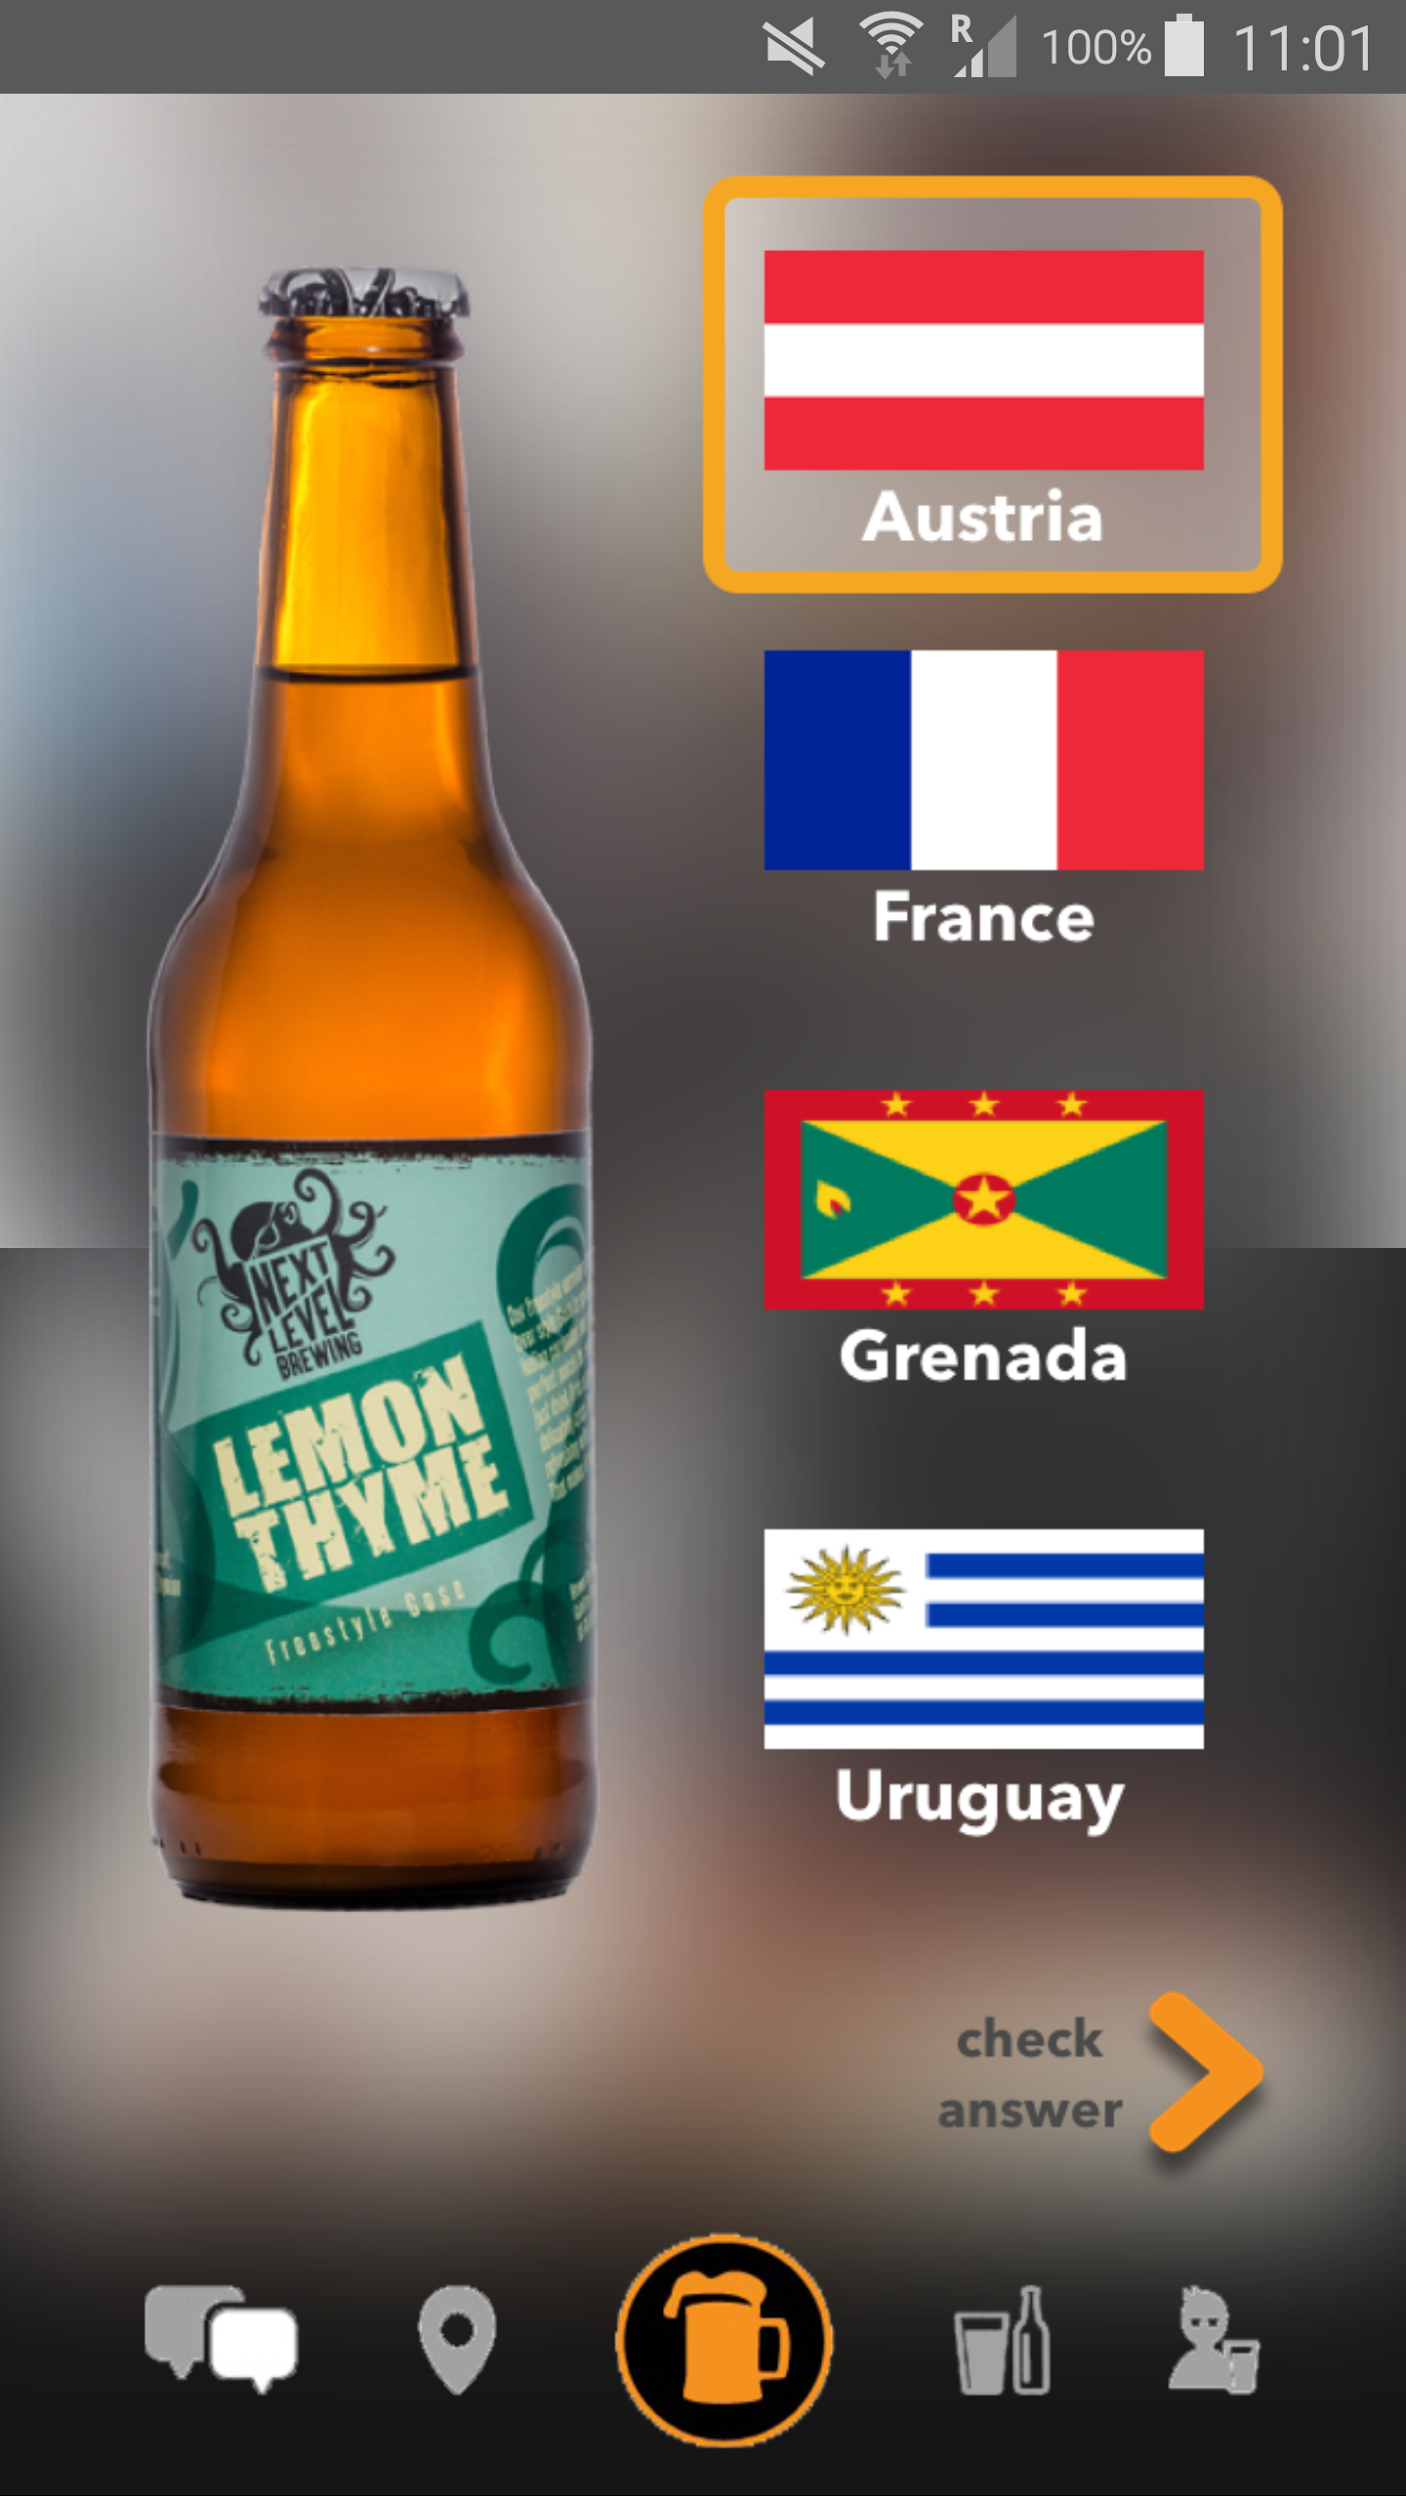 R
100%
11:01
Austria
France
NEXT
LEVEL
BREWING
LEMON
THYME
Freestyle Gose
Grenada
Uruguay
check
answer